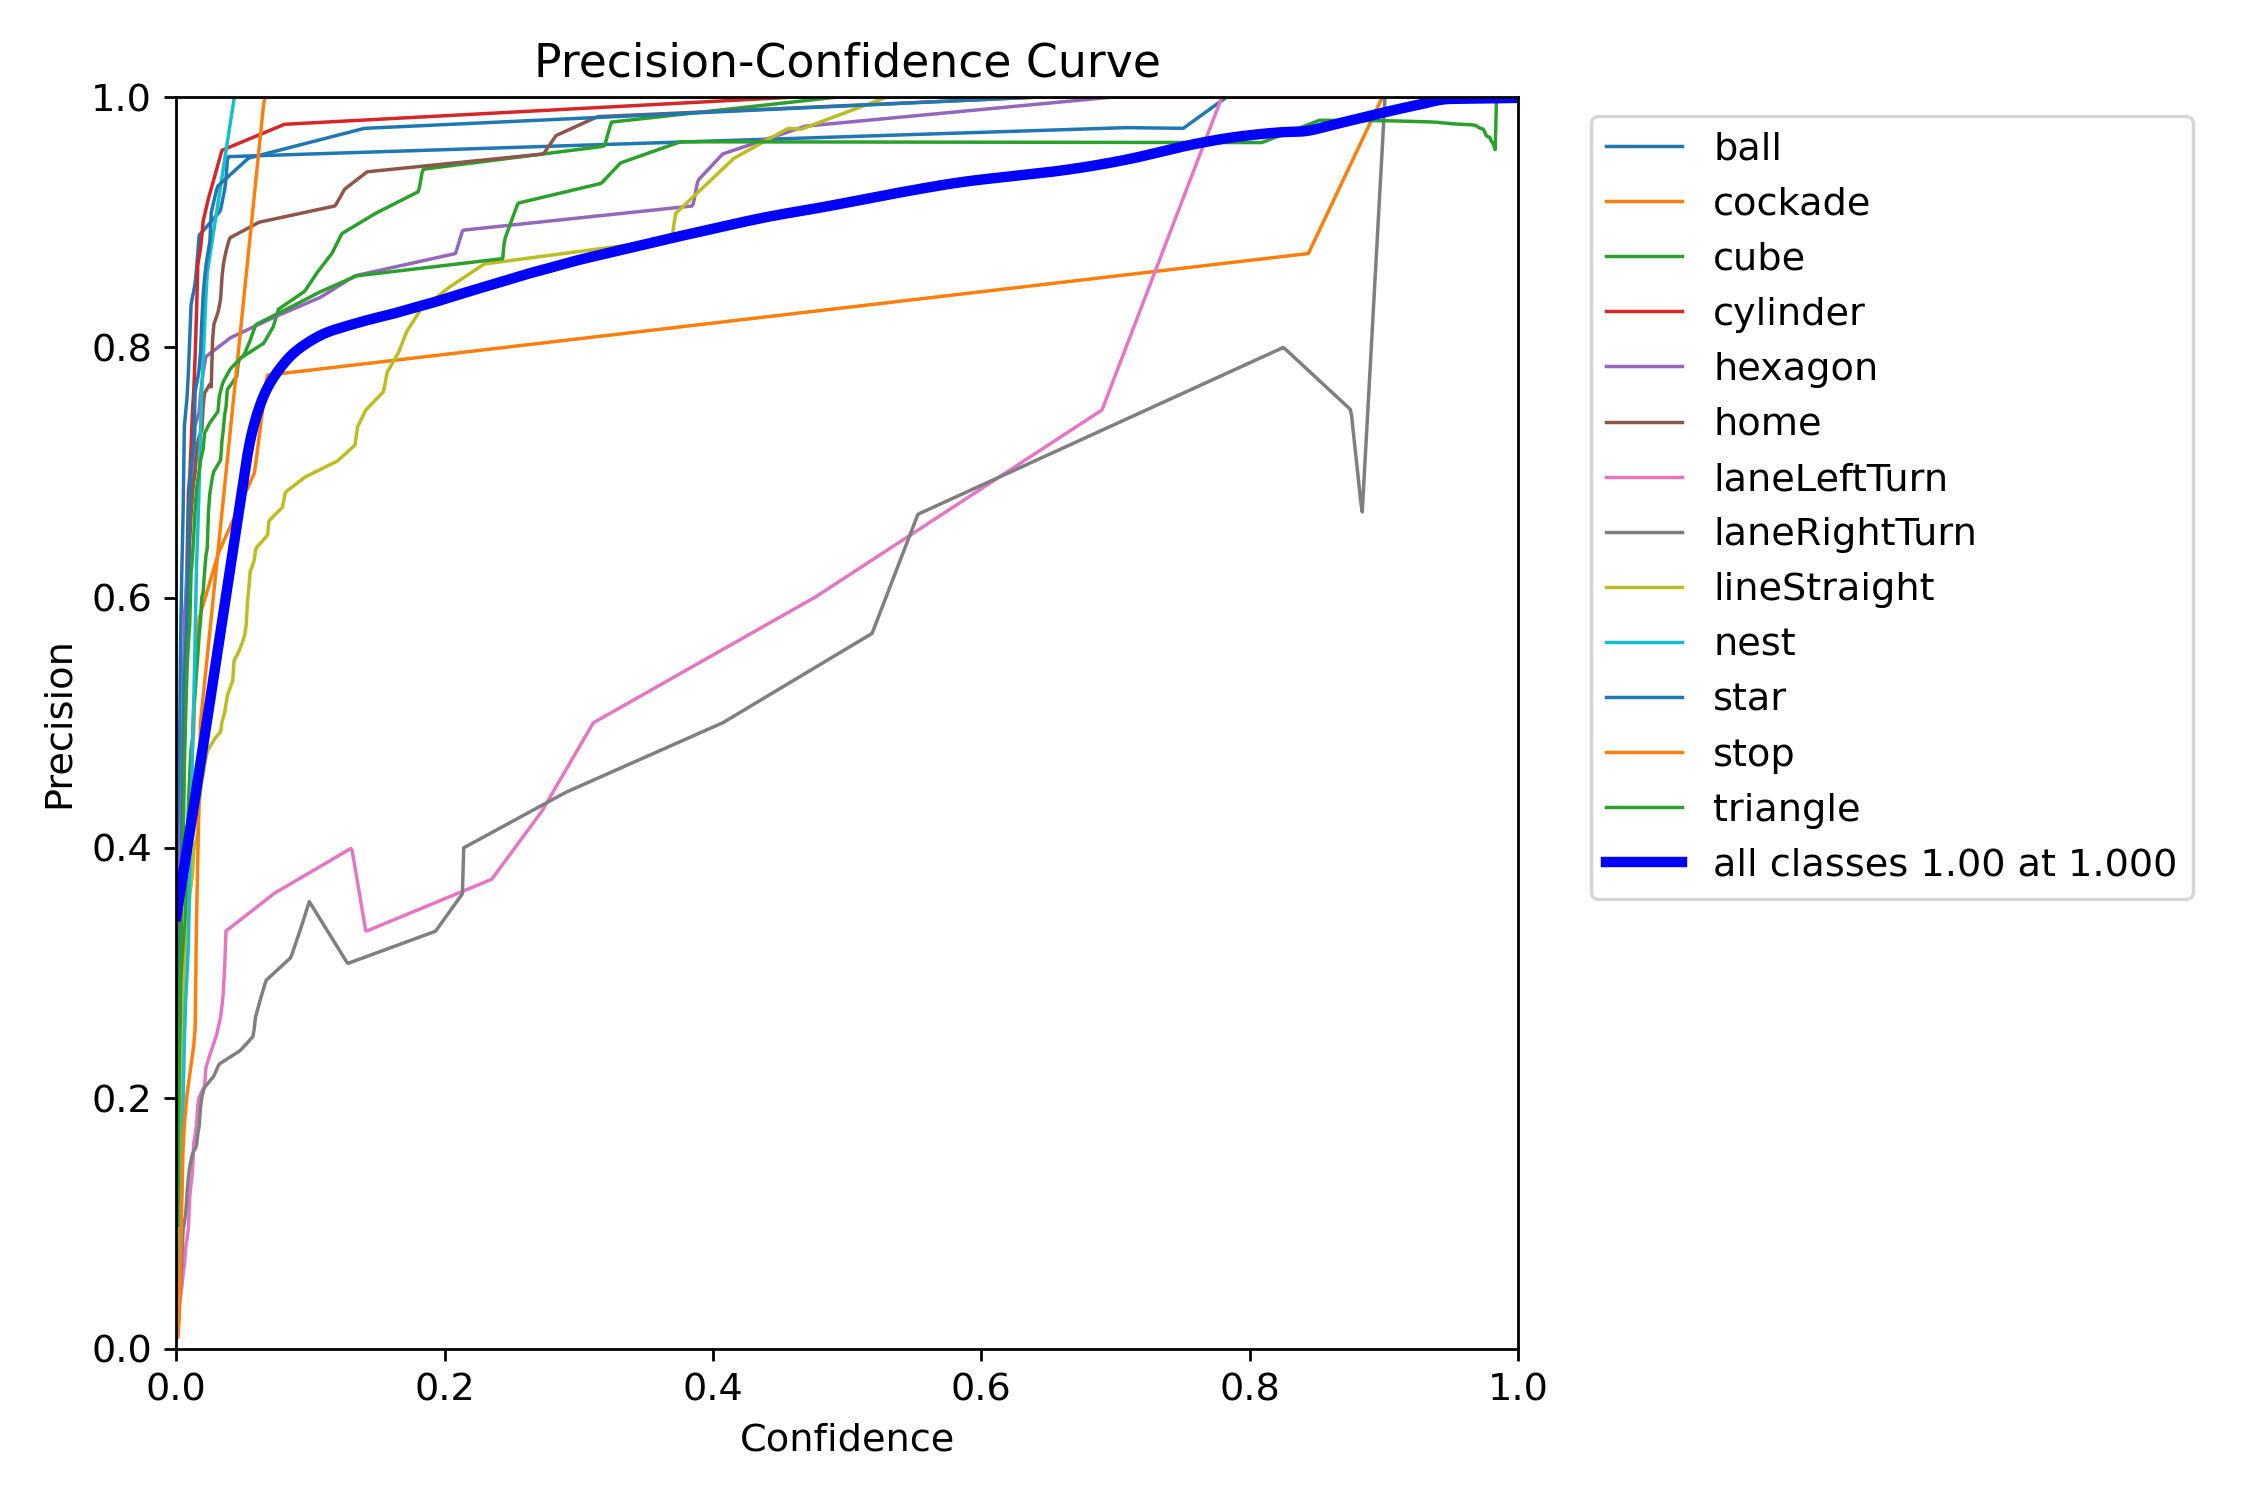 Precision-Confidence Curve
1.0
0.8
0.6
0.4
0.2
0.0
Precision
0.0 0.2 0.4 0.6 0.8 1.0
Confidence
ball
cockade
cube
cylinder
hexagon
home
laneLeftTurn
laneRightTurn
lineStraight
nest
star
stop
triangle
all classes 1.00 at 1.000